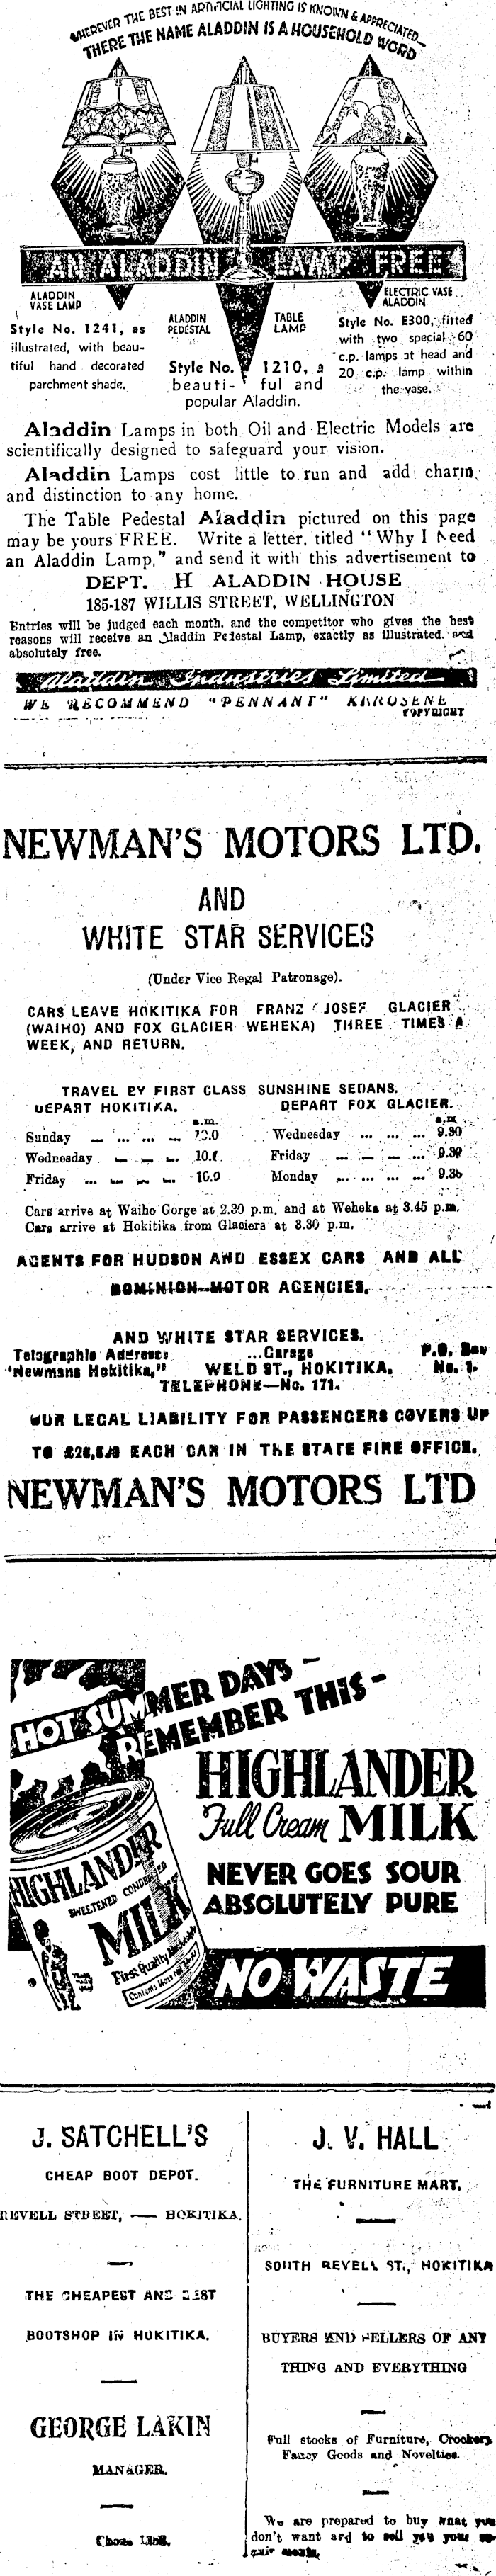 WHEREVER THE BEST IN ARTIFICIAL LIGHTING IS KNOWN & APPRECIATED—
THERE THE NAME ALADDIN IS A HOUSEHOLD WORD
AN ALADDIN LAMP FREE
ALADDIN
VASE LAMP
Style No. 1241, as
illustrated, with beau-
tiful hand decorated
parchment shade.
ALADDIN TABLE
PEDESTAL LAMP
Style No. 1210, a
beauti- ful and
popular Aladdin.
ELECTRIC VASE
ALADDIN
Style No. E300, fitted
with two special 60
c.p. lamps at head and
20 c.p. lamp within
the vase.
Aladdin Lamps in both Oil and Electric Models are
scientifically designed to safeguard your vision.
Aladdin Lamps cost little to run and add charm
and distinction to any home.
The Table Pedestal Aladdin pictured on this page
may be yours FREE. Write a letter, titled "Why I Need
an Aladdin Lamp," and send it with this advertisement to
DEPT. H ALADDIN HOUSE
185-187 WILLIS STREET, WELLINGTON
Entries will be judged each month, and the competitor who gives the best
reasons will receive an Aladdin Pedestal Lamp, exactly as illustrated, and
absolutely free.
Aladdin Industries Limited
WE RECOMMEND "PENNANT" KEROSENE
COPYRIGHT
NEWMAN'S MOTORS LTD.
AND
WHITE STAR SERVICES
(Under Vice Regal Patronage).
CARS LEAVE HOKITIKA FOR FRANZ JOSEF GLACIER
(WAIHO) AND FOX GLACIER WEHEKA) THREE TIMES A
WEEK, AND RETURN.
TRAVEL BY FIRST CLASS SUNSHINE SEDANS.
DEPART HOKITIKA. DEPART FOX GLACIER.
a.m. a.m.
Sunday — ... ... — 10.0 Wednesday ... ... ... 9.30
Wednesday — — — 10.0 Friday — — — 9.30
Friday ... — — — 10.0 Monday ... ... ... — 9.30
Cars arrive at Waiho Gorge at 2.30 p.m. and at Weheka at 3.45 p.m.
Cars arrive at Hokitika from Glaciers at 3.30 p.m.
AGENTS FOR HUDSON AND ESSEX CARS AND ALL
DOMINION MOTOR AGENCIES.
AND WHITE STAR SERVICES.
Telegraphic Address: ...Garage P.O. Box
"Newmans Hokitika," WELD ST., HOKITIKA. No. 1.
TELEPHONE—No. 171.
OUR LEGAL LIABILITY FOR PASSENGERS COVERS UP
TO EACH CAR IN THE STATE FIRE OFFICE.
NEWMAN'S MOTORS LTD
HOT SUMMER DAYS—
REMEMBER THIS—
HIGHLANDER
Full Cream MILK
NEVER GOES SOUR
ABSOLUTELY PURE
NO WASTE
HIGHLANDER
SWEETENED CONDENSED
MILK
First Quality
J. SATCHELL'S
CHEAP BOOT DEPOT.
REVELL STREET, — HOKITIKA.
THE CHEAPEST AND BEST
BOOTSHOP IN HOKITIKA.
GEORGE LAKIN
MANAGER.
J. V. HALL
THE FURNITURE MART.
SOUTH REVELL ST., HOKITIKA
BUYERS AND SELLERS OF ANY
THING AND EVERYTHING
Full stocks of Furniture, Crockery
Fancy Goods and Novelties.
We are prepared to buy what you
don't want and to sell you your